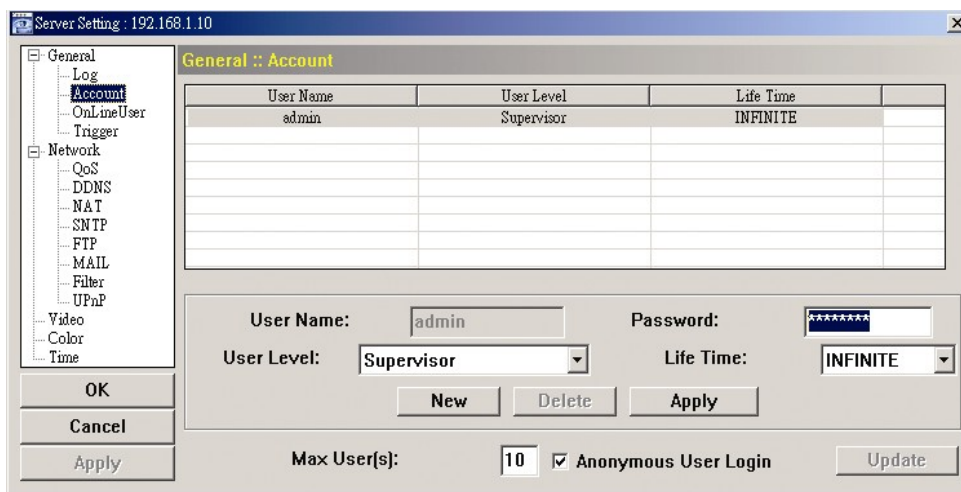 Server Setting : 192.168.1.10
General
Log
Account
OnLineUser
Trigger
Network
QoS
DDNS
NAT
SNTP
FTP
MAIL
Filter
UPnP
Video
Color
Time
OK
Cancel
Apply
General :: Account
User Name User Level Life Time
admin Supervisor INFINITE
User Name: admin Password: ********
User Level: Supervisor Life Time: INFINITE
New Delete Apply
Max User(s): 10 Anonymous User Login Update